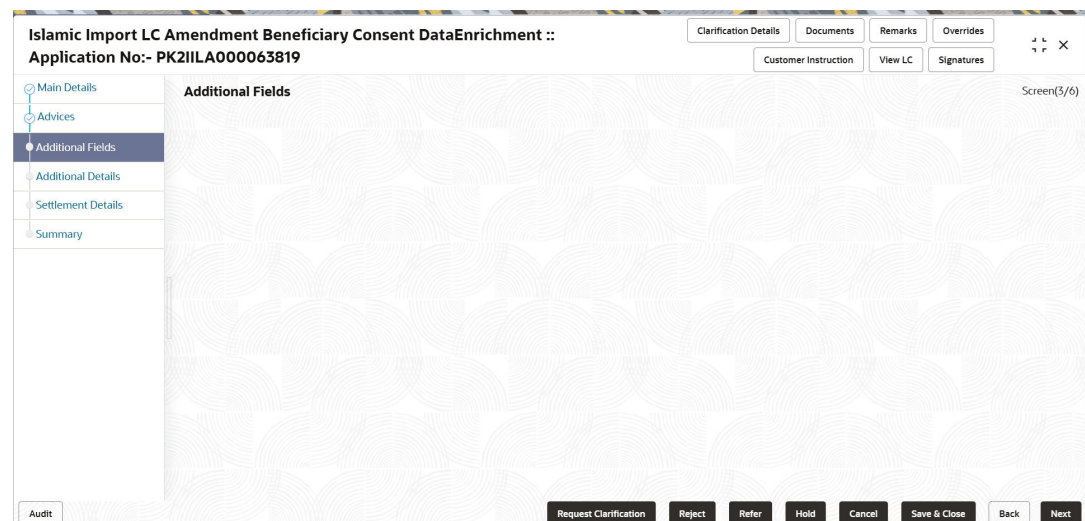 Islamic Import LC Amendment Beneficiary Consent DataEnrichment ::
Application No:- PK2IILA000063819
Clarification Details
Documents
Remarks
Overrides
Customer Instruction
View LC
Signatures
Main Details
Advices
Additional Fields
Additional Details
Settlement Details
Summary
Additional Fields
Screen(3/6)
Audit
Request Clarification
Reject
Refer
Hold
Cancel
Save & Close
Back
Next